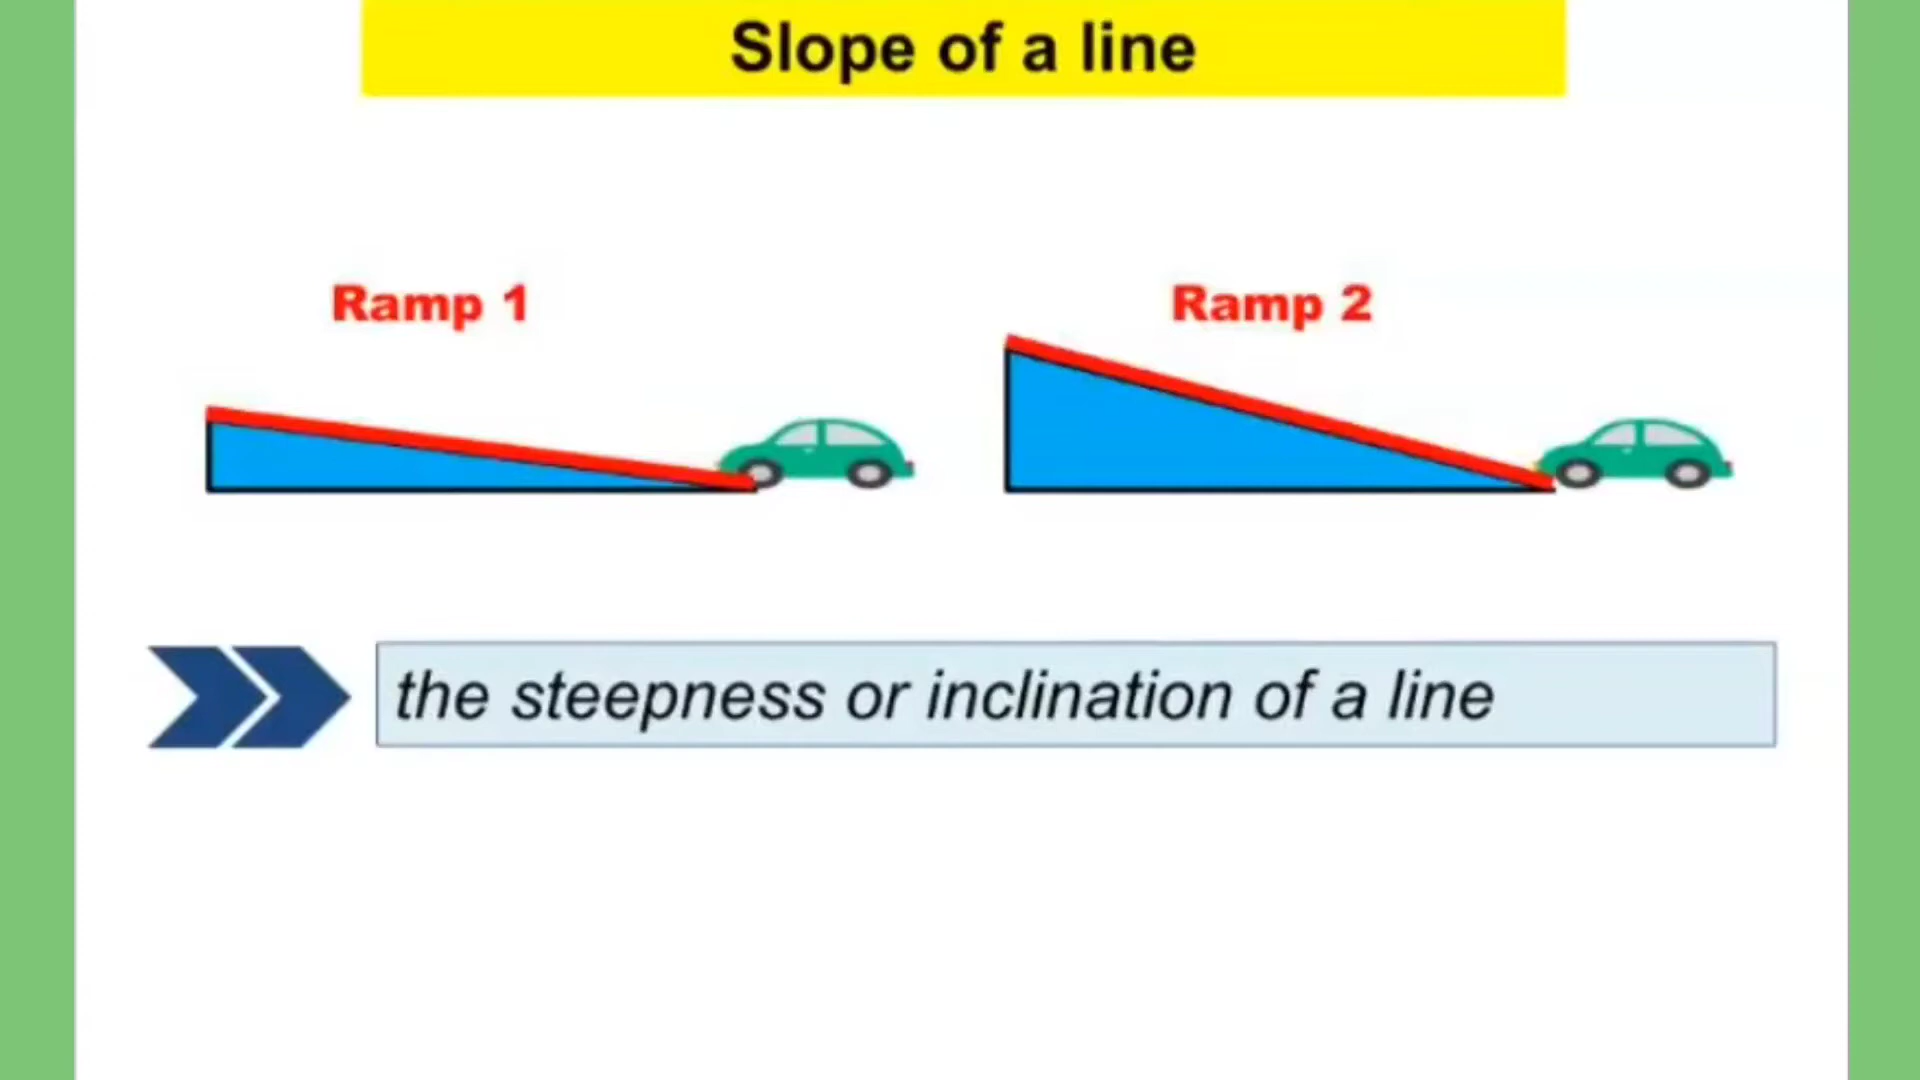 Slope of a line
Ramp 1
Ramp 2
the steepness or inclination of a line